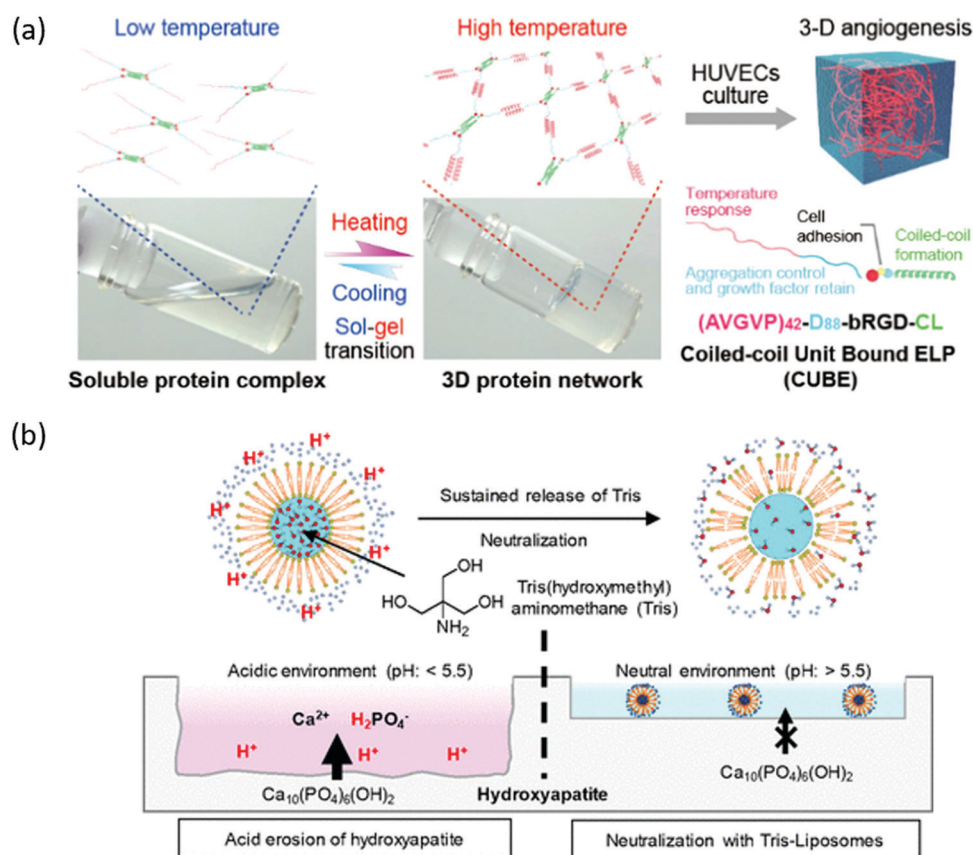 (a)
Low temperature
High temperature
3-D angiogenesis
HUVECs
culture
Heating
Cooling
Sol-gel
transition
Temperature
response
Cell
adhesion
Coiled-coil
formation
Aggregation control
and growth factor retain
(AVGVP)42-D88-bRGD-CL
Coiled-coil Unit Bound ELP
(CUBE)
Soluble protein complex
3D protein network
(b)
H+
H+
H+
H+
H+
H+
H+
H+
Sustained release of Tris
Neutralization
OH
HO
OH
NH2
Tris(hydroxymethyl)
aminomethane (Tris)
Acidic environment (pH: < 5.5)
Neutral environment (pH: > 5.5)
Ca2+ H2PO4-
H+ H+ H+
Ca10(PO4)6(OH)2
Hydroxyapatite
Ca10(PO4)6(OH)2
Acid erosion of hydroxyapatite
Neutralization with Tris-Liposomes